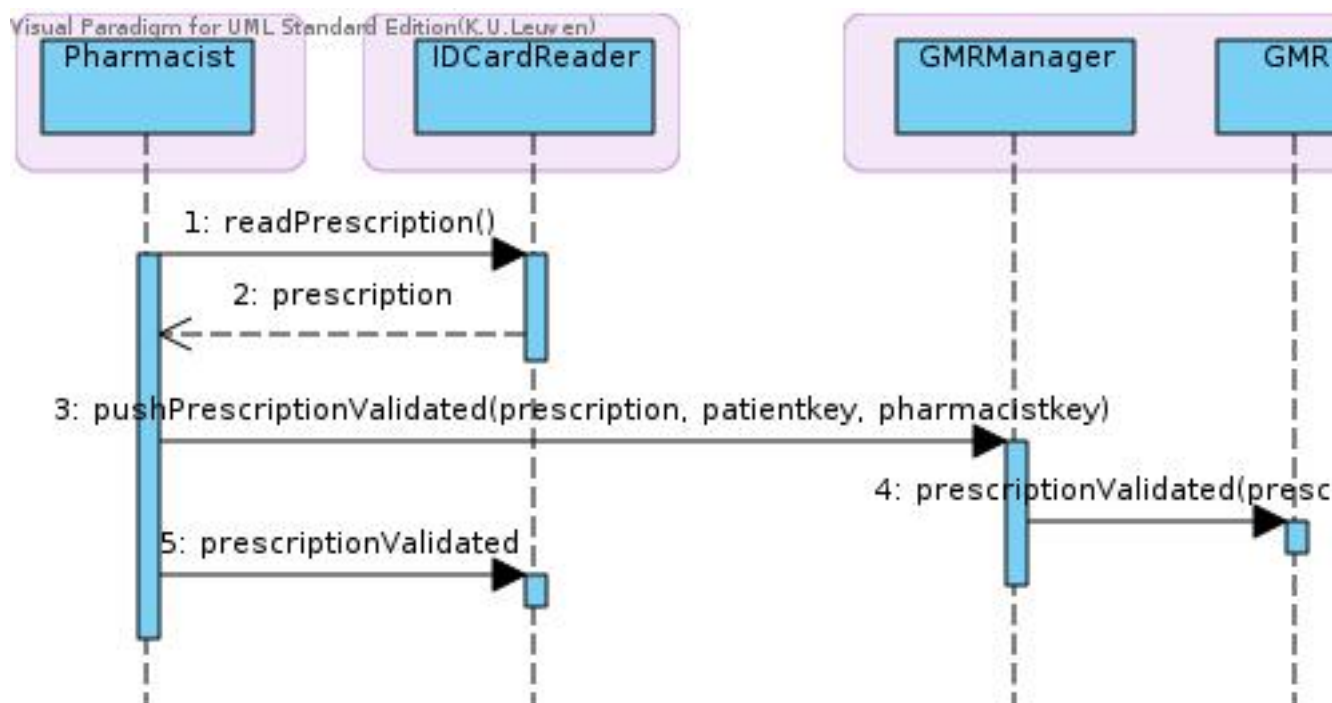 Visual Paradigm for UML Standard Edition(K.U.Leuven)
Pharmacist
IDCardReader
GMRManager
GMR
1: readPrescription()
2: prescription
3: pushPrescriptionValidated(prescription, patientkey, pharmacistkey)
4: prescriptionValidated(presc
5: prescriptionValidated